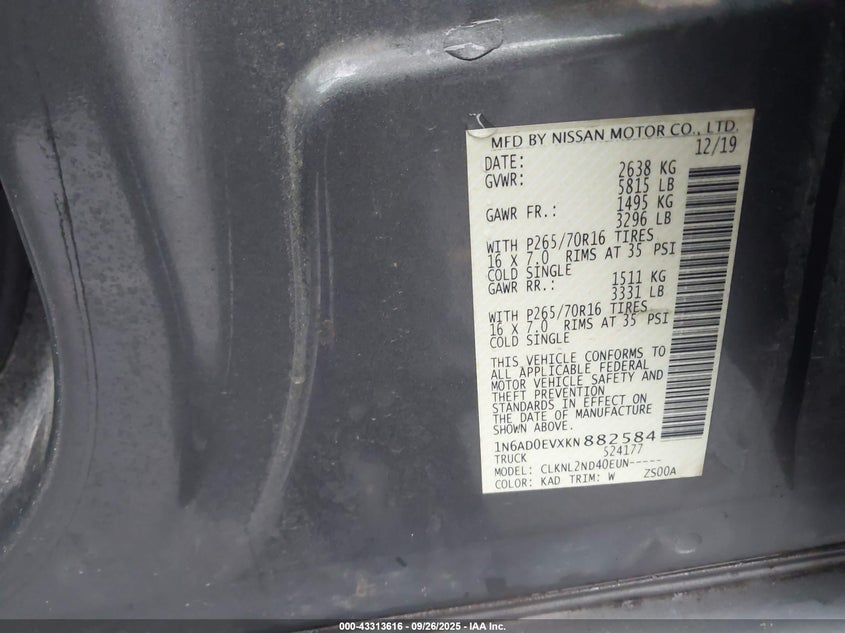 MFD BY NISSAN MOTOR CO., LTD.
DATE: 12/19
GVWR: 2638 KG
5815 LB
GAWR FR.: 1495 KG
3296 LB
WITH P265/70R16 TIRES
16 X 7.0 RIMS AT 35 PSI
COLD SINGLE
GAWR RR.: 1511 KG
3331 LB
WITH P265/70R16 TIRES
16 X 7.0 RIMS AT 35 PSI
COLD SINGLE
THIS VEHICLE CONFORMS TO
ALL APPLICABLE FEDERAL
MOTOR VEHICLE SAFETY AND
THEFT PREVENTION
STANDARDS IN EFFECT ON
THE DATE OF MANUFACTURE
SHOWN ABOVE.
1N6AD0EVXKN882584
TRUCK 524177
MODEL: CLKNL2ND40EUN-----
COLOR: KAD TRIM: W ZS00A
000-43313616 - 09/26/2025 - IAA Inc.